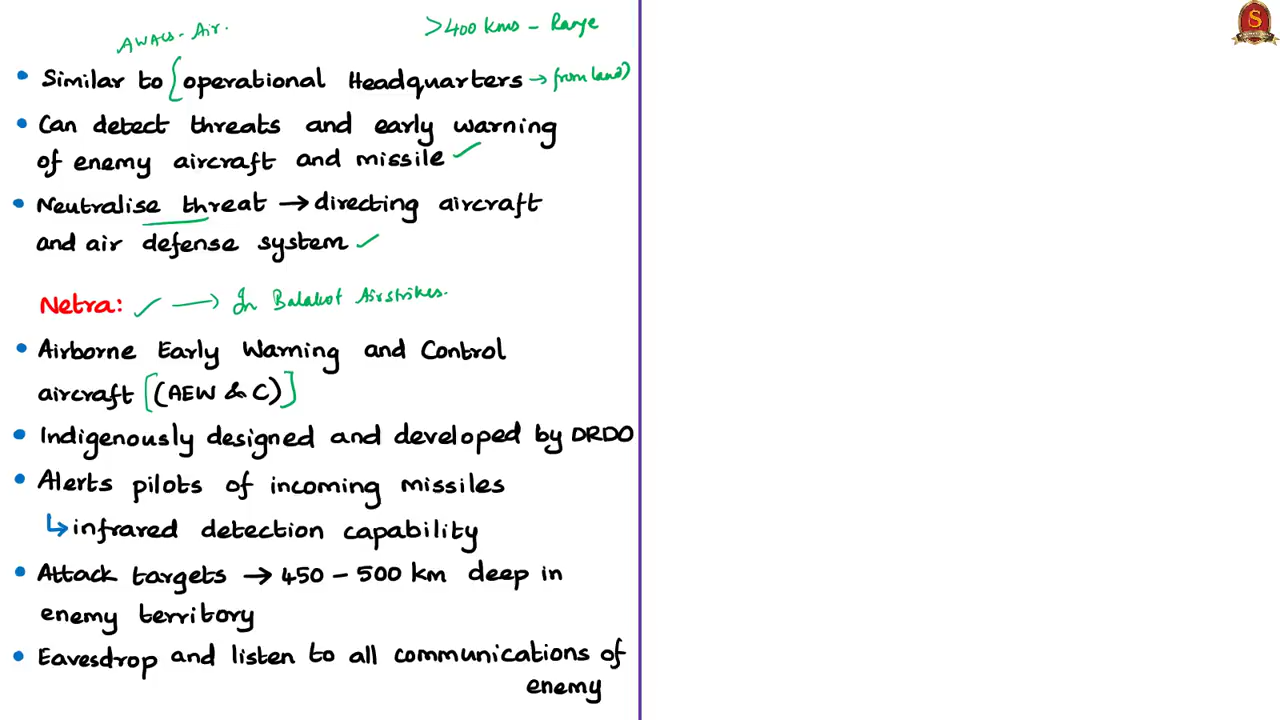 AWACS - Air.
>400 kms - Range
• Similar to {operational Headquarters → from land)
• Can detect threats and early warning
of enemy aircraft and missile ✓
• Neutralise threat → directing aircraft
and air defense system ✓
Netra: ✓ → In Balakot Airstrikes.
• Airborne Early Warning and Control
aircraft [(AEW & C)]
• Indigenously designed and developed by DRDO
• Alerts pilots of incoming missiles
↳ infrared detection capability
• Attack targets → 450 - 500 km deep in
enemy territory
• Eavesdrop and listen to all communications of
enemy
S